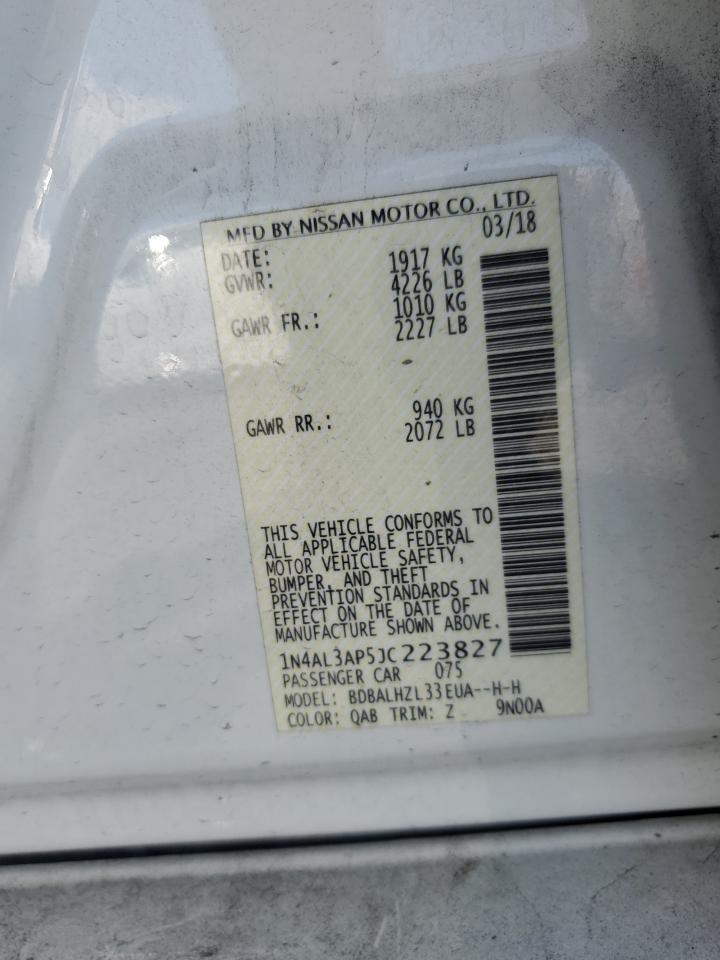 MFD BY NISSAN MOTOR CO., LTD.
DATE: 03/18
GVWR: 1917 KG
4226 LB
GAWR FR.: 1010 KG
2227 LB
GAWR RR.: 940 KG
2072 LB
THIS VEHICLE CONFORMS TO
ALL APPLICABLE FEDERAL
MOTOR VEHICLE SAFETY,
BUMPER, AND THEFT
PREVENTION STANDARDS IN
EFFECT ON THE DATE OF
MANUFACTURE SHOWN ABOVE.
1N4AL3AP5JC223827
PASSENGER CAR 075
MODEL: BDBALHZL33EUA--H-H
COLOR: QAB TRIM: Z 9N00A